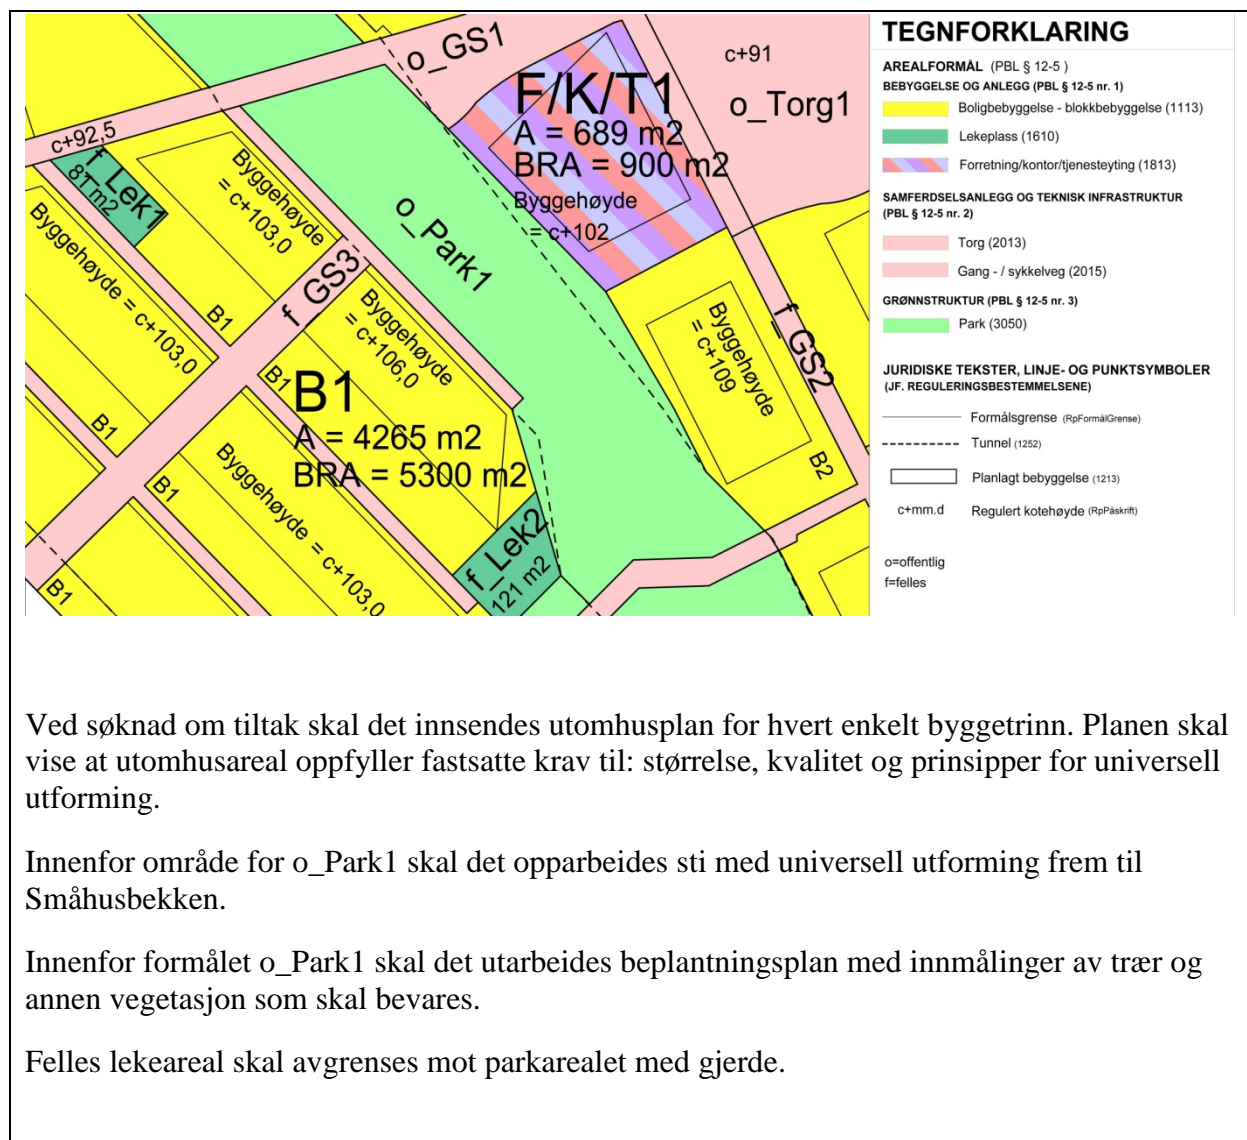 o_GS1
c+92,5
f_Lek1
81 m2
Byggehøyde
= c+103,0
Byggehøyde = c+103,0
B1
B1
f_GS3
o_Park1
F/K/T1
A = 689 m2
BRA = 900 m2
Byggehøyde
= c+102
c+91
o_Torg1
Byggehøyde
= c+106,0
B1
B1
A = 4265 m2
BRA = 5300 m2
Byggehøyde = c+103,0
B1
B1
f_Lek2
121 m2
Byggehøyde
= c+109
f_GS2
B2
TEGNFORKLARING
AREALFORMÅL (PBL § 12-5 )
BEBYGGELSE OG ANLEGG (PBL § 12-5 nr. 1)
Boligbebyggelse - blokkbebyggelse (1113)
Lekeplass (1610)
Forretning/kontor/tjenesteyting (1813)
SAMFERDSELSANLEGG OG TEKNISK INFRASTRUKTUR
(PBL § 12-5 nr. 2)
Torg (2013)
Gang - / sykkelveg (2015)
GRØNNSTRUKTUR (PBL § 12-5 nr. 3)
Park (3050)
JURIDISKE TEKSTER, LINJE- OG PUNKTSYMBOLER
(JF. REGULERINGSBESTEMMELSENE)
Formålsgrense (RpFormålGrense)
Tunnel (1252)
Planlagt bebyggelse (1213)
c+mm.d Regulert kotehøyde (RpPåskrift)
o=offentlig
f=felles
Ved søknad om tiltak skal det innsendes utomhusplan for hvert enkelt byggetrinn. Planen skal
vise at utomhusareal oppfyller fastsatte krav til: størrelse, kvalitet og prinsipper for universell
utforming.
Innenfor område for o_Park1 skal det opparbeides sti med universell utforming frem til
Småhusbekken.
Innenfor formålet o_Park1 skal det utarbeides beplantningsplan med innmålinger av trær og
annen vegetasjon som skal bevares.
Felles lekeareal skal avgrenses mot parkarealet med gjerde.